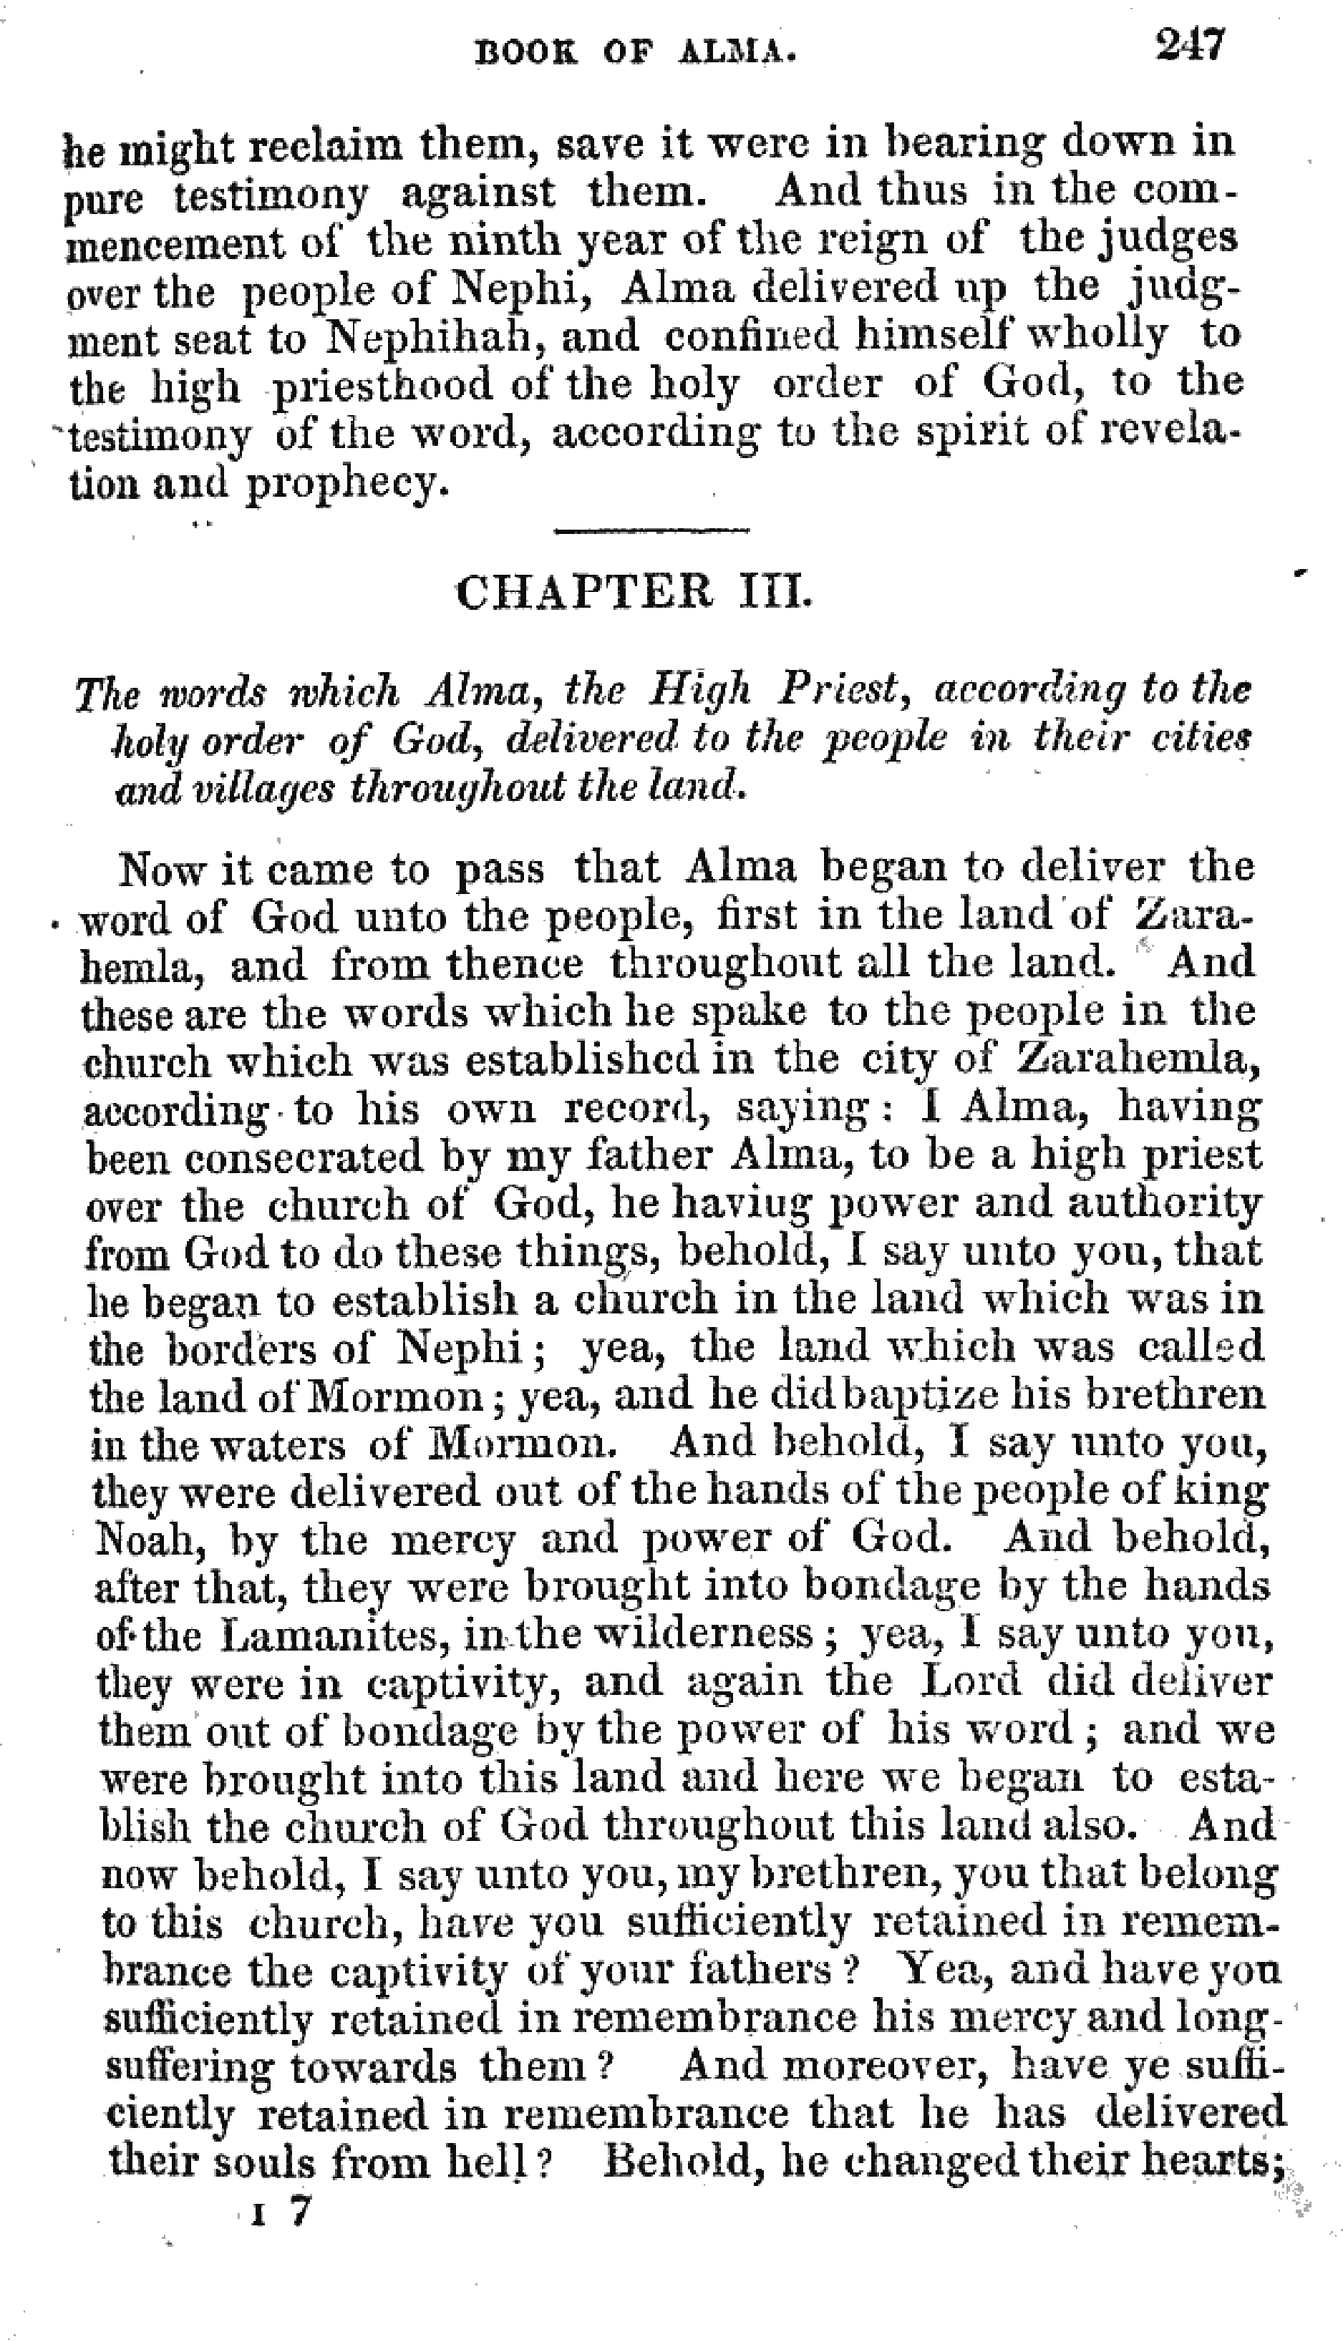 BOOK OF ALMA. 247
he might reclaim them, save it were in bearing down in
pure testimony against them. And thus in the com-
mencement of the ninth year of the reign of the judges
over the people of Nephi, Alma delivered up the judg-
ment seat to Nephihah, and confined himself wholly to
the high priesthood of the holy order of God, to the
testimony of the word, according to the spirit of revela-
tion and prophecy.
CHAPTER III.
The words which Alma, the High Priest, according to the
holy order of God, delivered to the people in their cities
and villages throughout the land.
Now it came to pass that Alma began to deliver the
word of God unto the people, first in the land of Zara-
hemla, and from thence throughout all the land. And
these are the words which he spake to the people in the
church which was established in the city of Zarahemla,
according to his own record, saying: I Alma, having
been consecrated by my father Alma, to be a high priest
over the church of God, he haviug power and authority
from God to do these things, behold, I say unto you, that
he began to establish a church in the land which was in
the borders of Nephi; yea, the land which was called
the land of Mormon; yea, and he did baptize his brethren
in the waters of Mormon. And behold, I say unto you,
they were delivered out of the hands of the people of king
Noah, by the mercy and power of God. And behold,
after that, they were brought into bondage by the hands
of the Lamanites, in the wilderness; yea, I say unto you,
they were in captivity, and again the Lord did deliver
them out of bondage by the power of his word; and we
were brought into this land and here we began to esta-
blish the church of God throughout this land also. And
now behold, I say unto you, my brethren, you that belong
to this church, have you sufficiently retained in remem-
brance the captivity of your fathers? Yea, and have you
sufficiently retained in remembrance his mercy and long-
suffering towards them? And moreover, have ye suffi-
ciently retained in remembrance that he has delivered
their souls from hell? Behold, he changed their hearts;
I 7